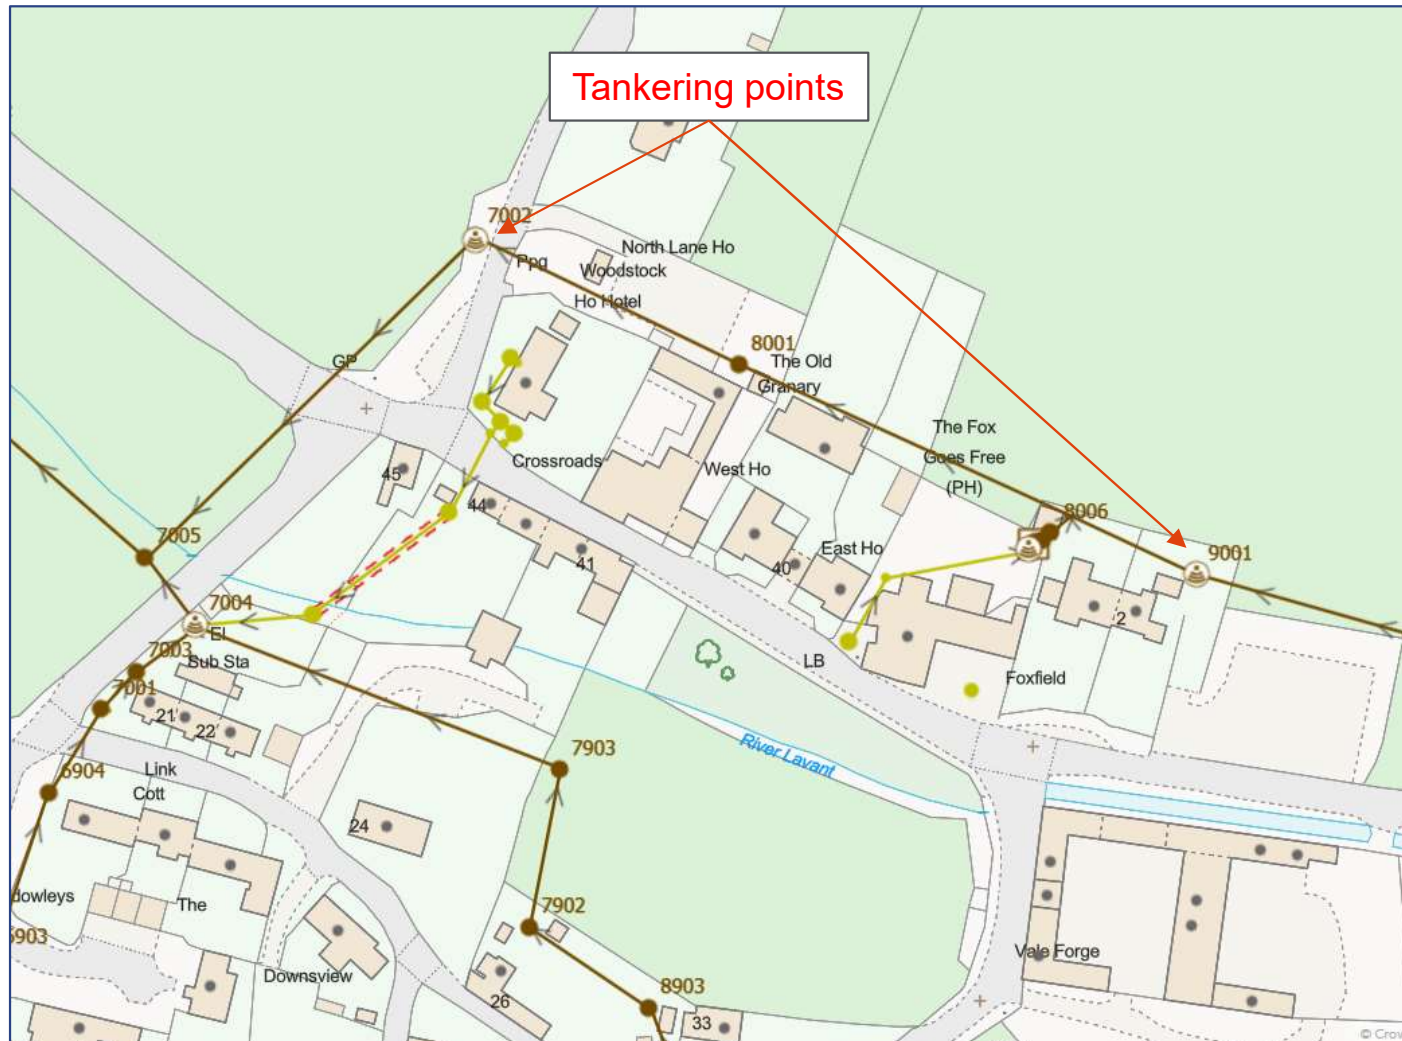 Tankering points
7002
North Lane Ho
Ppg
Woodstock
Ho Hotel
8001
The Old
Granary
GP
The Fox
Goes Free
(PH)
Crossroads
West Ho
45
44
8006
7005
41
East Ho
40
9001
7004
El
Sub Sta
2
7003
LB
Foxfield
7001
21
22
River Lavant
7903
Link
Cott
6904
24
dowleys
The
7902
Vale Forge
6903
Downsview
26
8903
33
© Crow